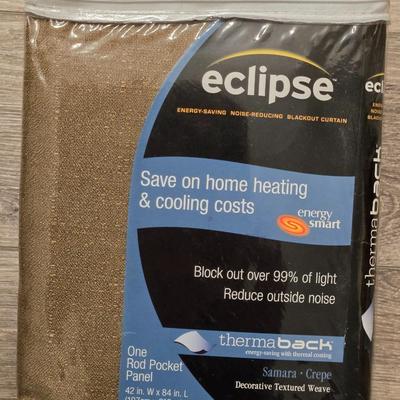 eclipse™
ENERGY-SAVING NOISE-REDUCING BLACKOUT CURTAIN
Save on home heating
& cooling costs
energy
smart
Block out over 99% of light
Reduce outside noise
thermaback
energy-saving with thermal coating
One
Rod Pocket
Panel
42 in. W x 84 in. L
Samara · Crepe
Decorative Textured Weave
thermaback